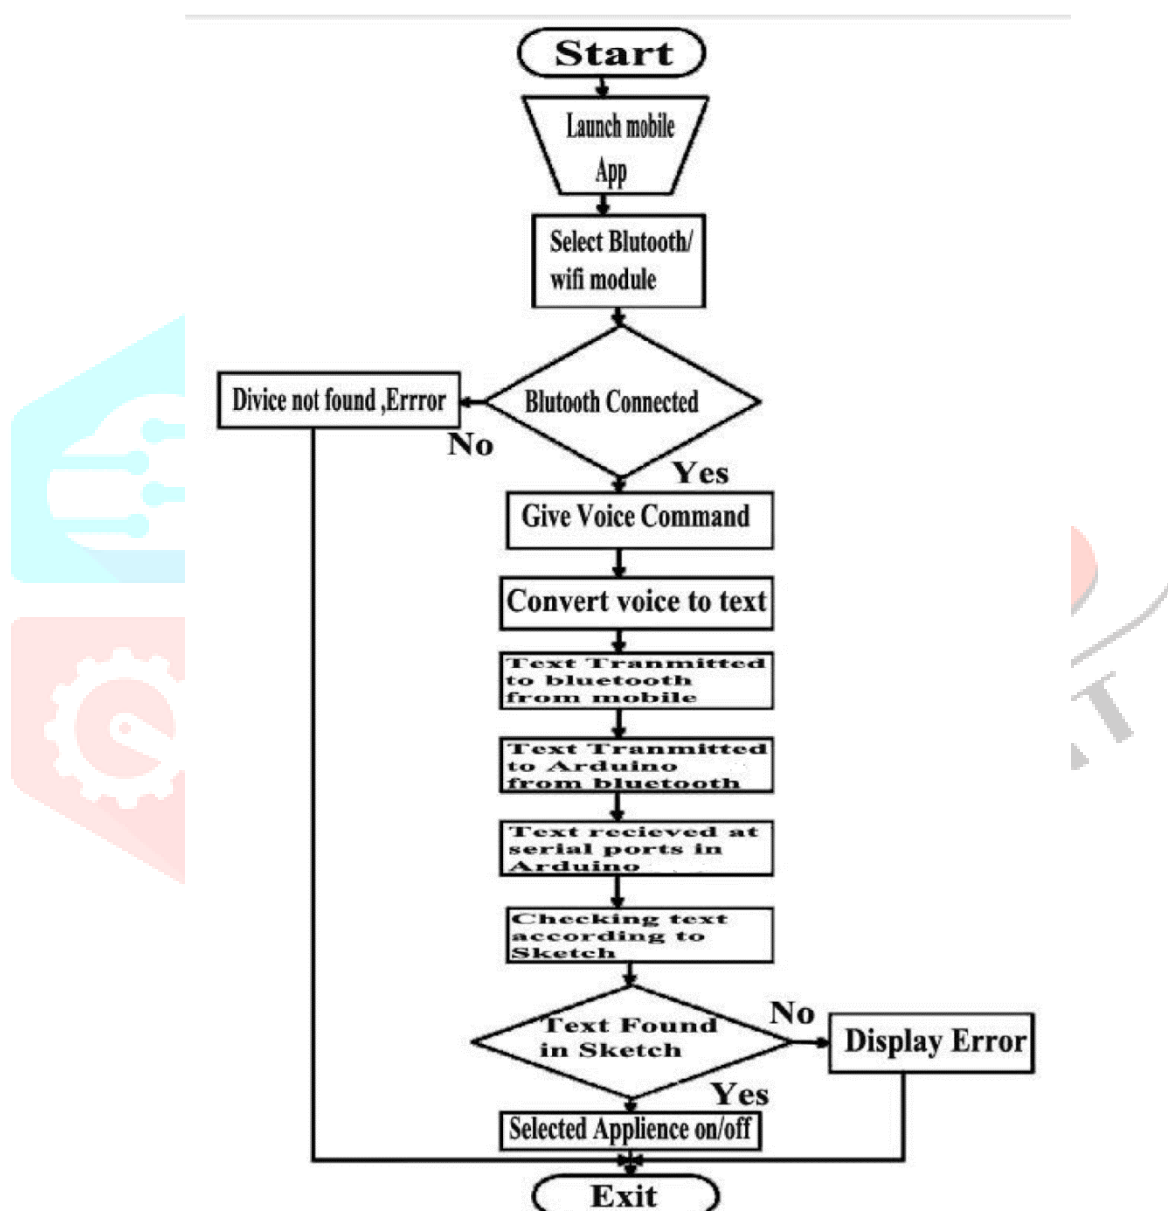 Start
Launch mobile
App
Select Blutooth/
wifi module
Blutooth Connected
Divice not found ,Errror
No
Yes
Give Voice Command
Convert voice to text
Text Tranmitted
to bluetooth
from mobile
Text Tranmitted
to Arduino
from bluetooth
Text recieved at
serial ports in
Arduino
Checking text
according to
Sketch
Text Found
in Sketch
No
Display Error
Yes
Selected Applience on/off
Exit